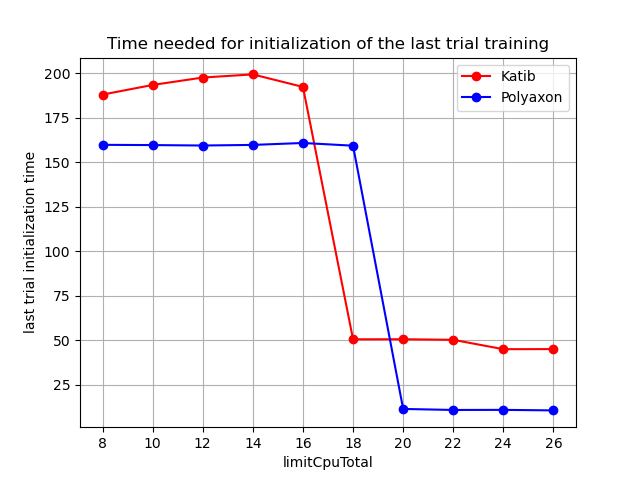 Time needed for initialization of the last trial training
Katib
Polyaxon
last trial initialization time
200
175
150
125
100
75
50
25
8 10 12 14 16 18 20 22 24 26
limitCpuTotal